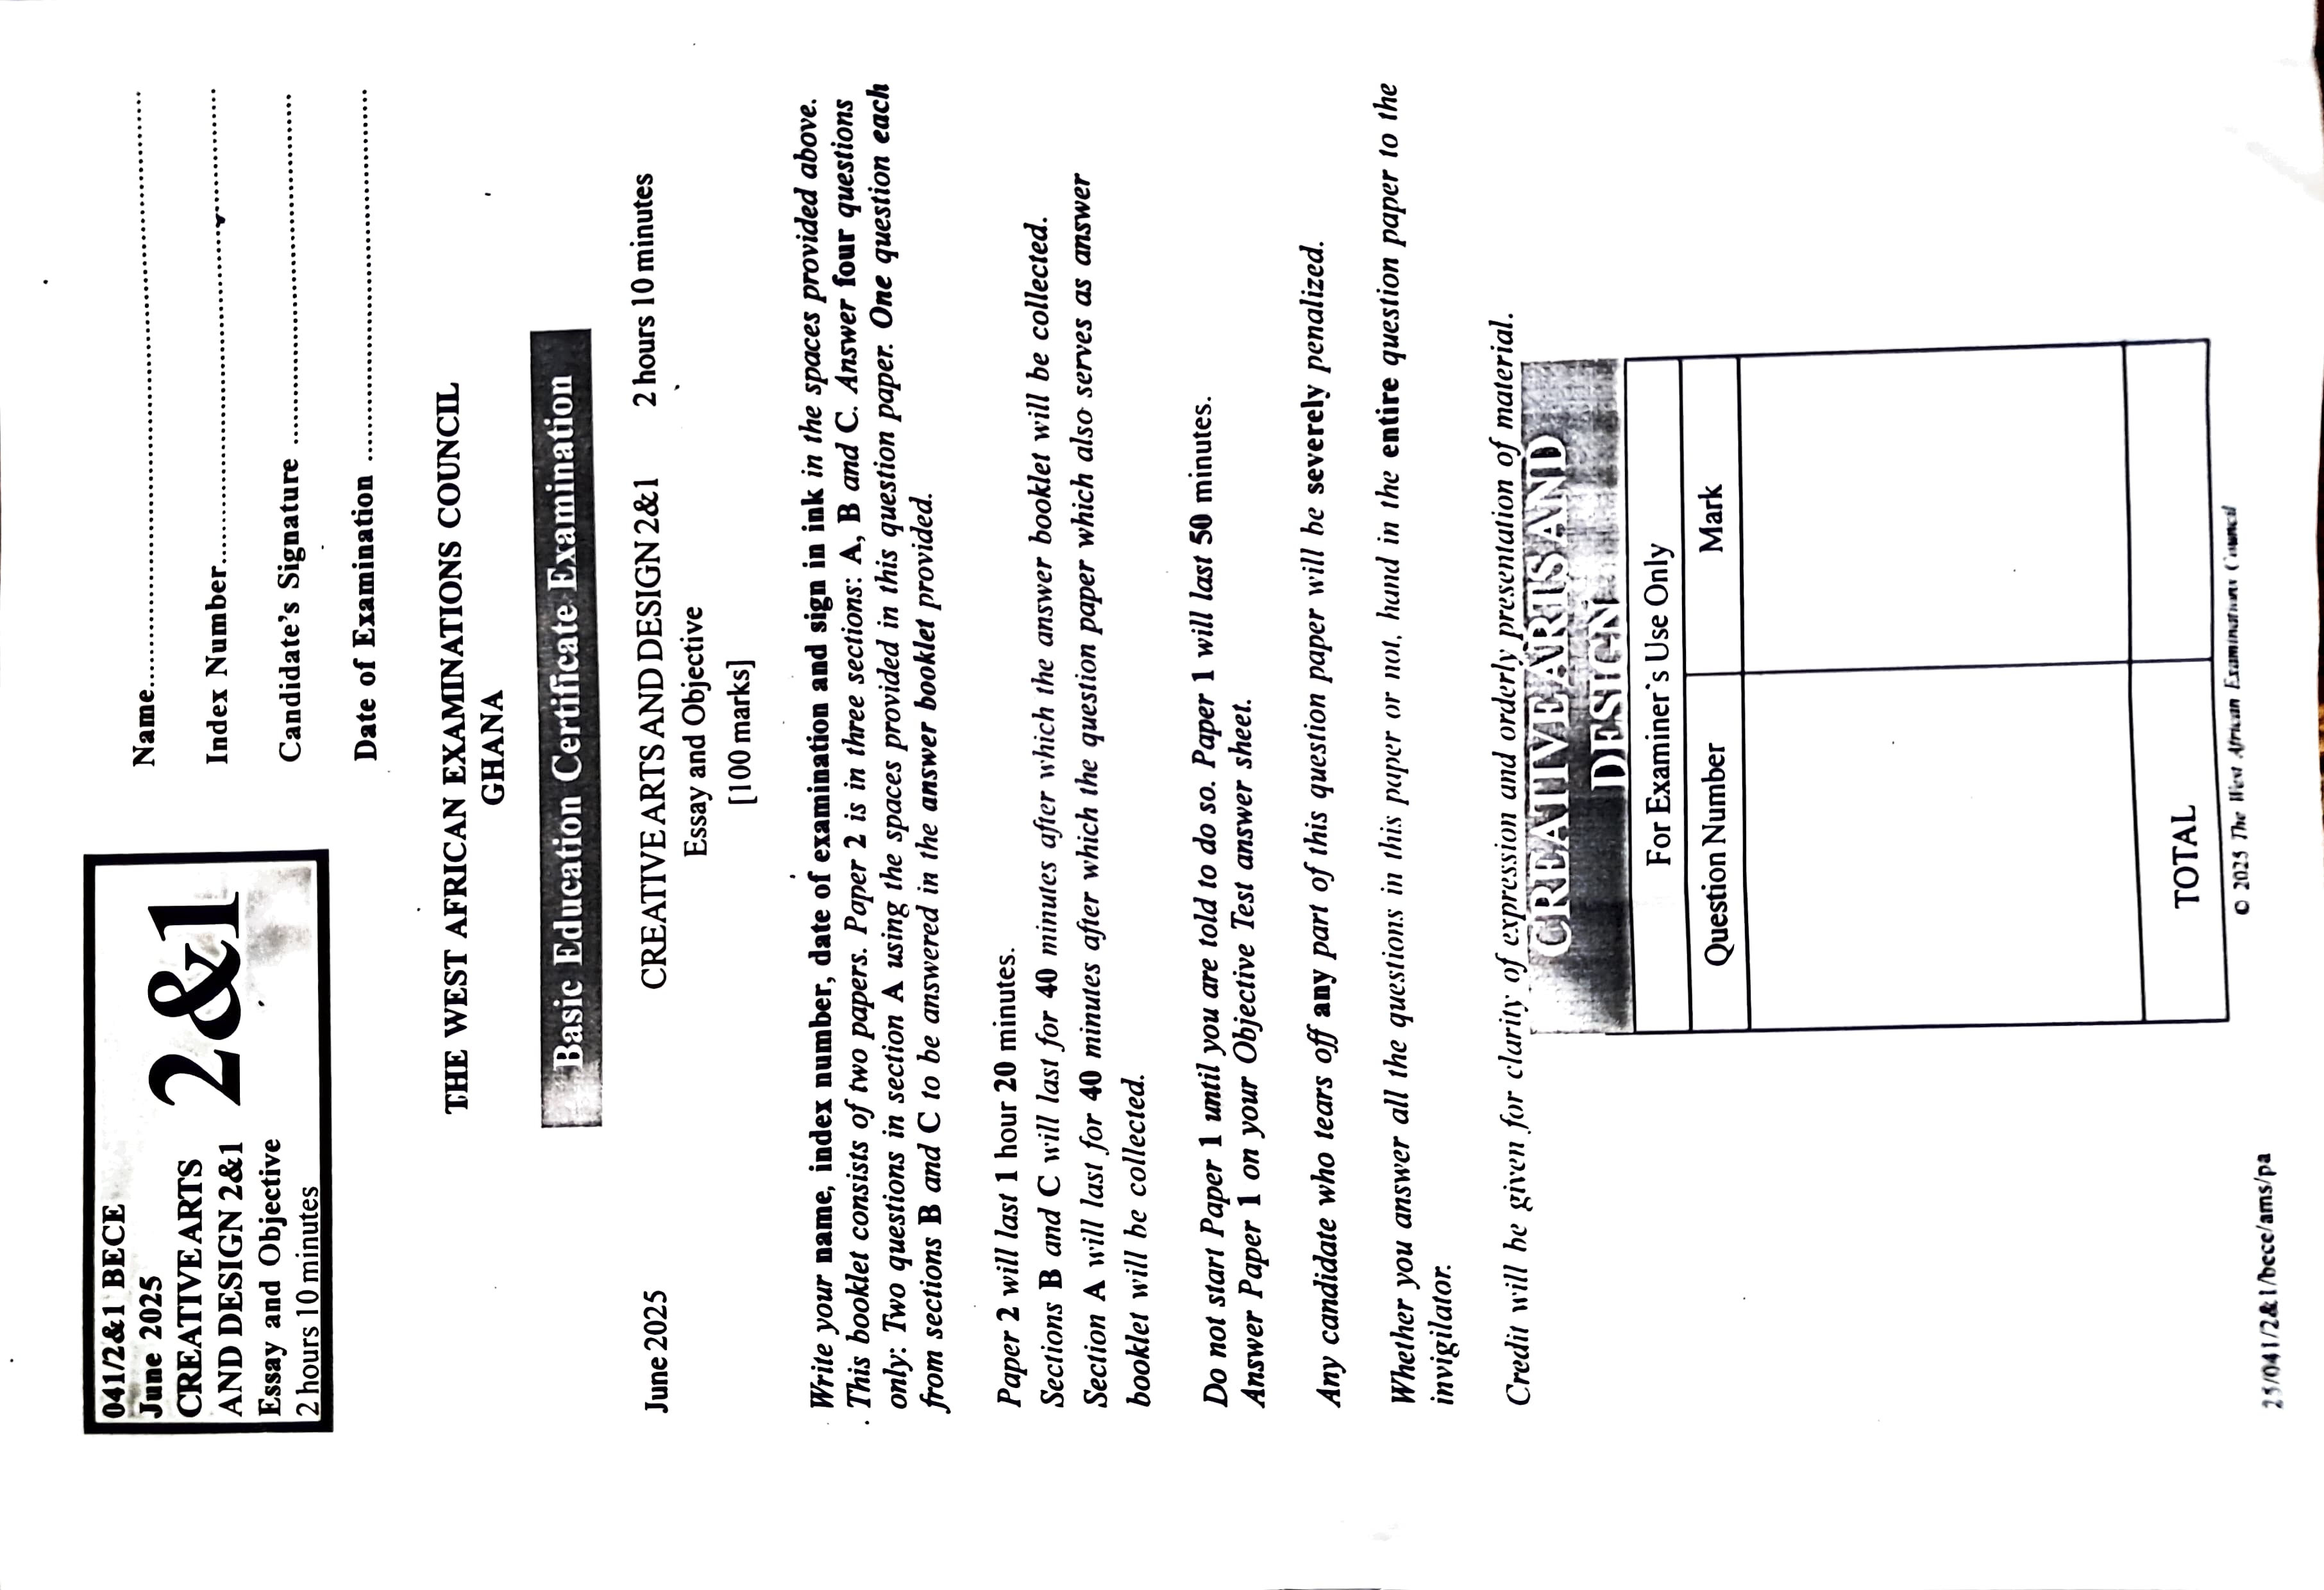 041/2&1 BECE
June 2025
CREATIVE ARTS
AND DESIGN 2&1
Essay and Objective
2 hours 10 minutes
2&1
Name..........
Index Number..........
Candidate's Signature ..........
Date of Examination ..........
THE WEST AFRICAN EXAMINATIONS COUNCIL
GHANA
Basic Education Certificate Examination
June 2025 CREATIVE ARTS AND DESIGN 2&1 2 hours 10 minutes
Essay and Objective
[100 marks]
Write your name, index number, date of examination and sign in ink in the spaces provided above.
This booklet consists of two papers. Paper 2 is in three sections: A, B and C. Answer four questions
only: Two questions in section A using the spaces provided in this question paper. One question each
from sections B and C to be answered in the answer booklet provided.
Paper 2 will last 1 hour 20 minutes.
Sections B and C will last for 40 minutes after which the answer booklet will be collected.
Section A will last for 40 minutes after which the question paper which also serves as answer
booklet will be collected.
Do not start Paper 1 until you are told to do so. Paper 1 will last 50 minutes.
Answer Paper 1 on your Objective Test answer sheet.
Any candidate who tears off any part of this question paper will be severely penalized.
Whether you answer all the questions in this paper or not, hand in the entire question paper to the
invigilator.
Credit will be given for clarity of expression and orderly presentation of material.
CREATIVE ARTS AND
DESIGN
For Examiner's Use Only
Question Number Mark
TOTAL
© 2025 The West African Examinations Council
25/041/2&1/bece/ams/pa